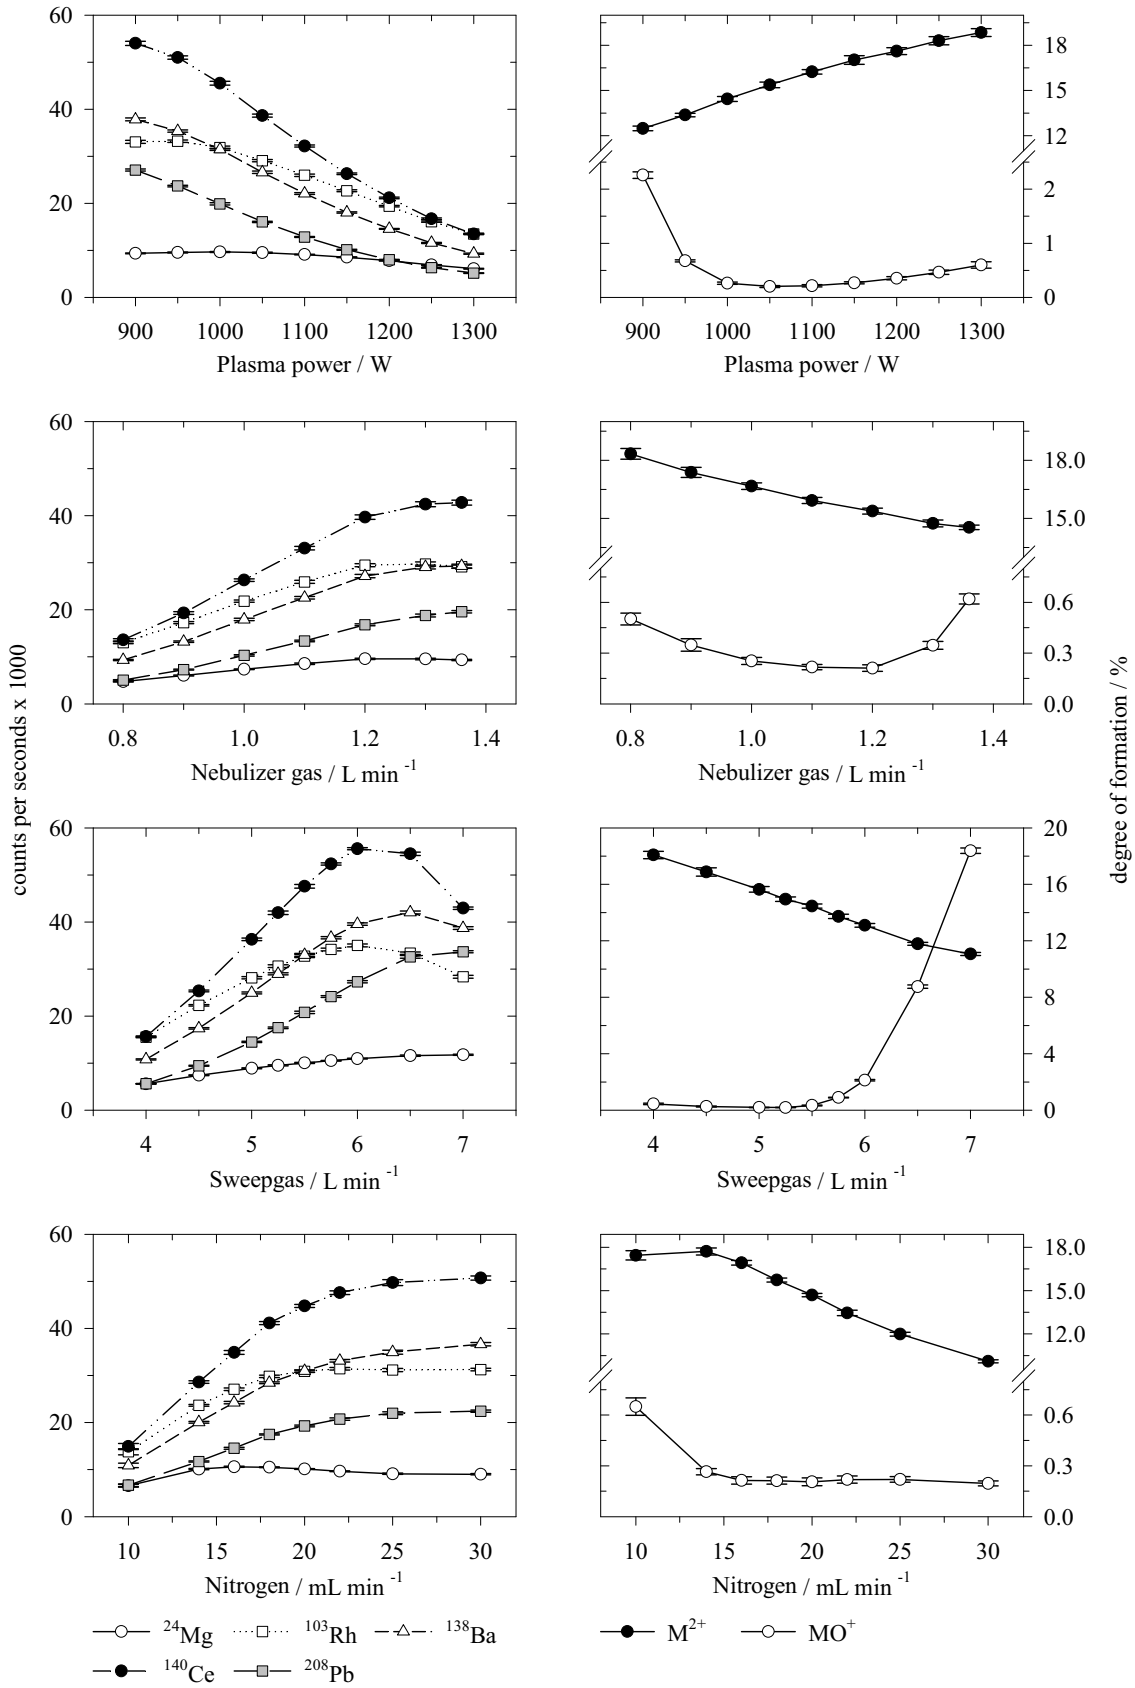 60
40
20
0
900 1000 1100 1200 1300
Plasma power / W
18
15
12
2
1
0
900 1000 1100 1200 1300
Plasma power / W
60
40
20
0
0.8 1.0 1.2 1.4
Nebulizer gas / L min -1
18.0
15.0
0.6
0.3
0.0
0.8 1.0 1.2 1.4
Nebulizer gas / L min -1
counts per seconds x 1000
degree of formation / %
60
40
20
0
4 5 6 7
Sweepgas / L min -1
20
16
12
8
4
0
4 5 6 7
Sweepgas / L min -1
60
40
20
0
10 15 20 25 30
Nitrogen / mL min -1
18.0
15.0
12.0
0.6
0.3
0.0
10 15 20 25 30
Nitrogen / mL min -1
24Mg 103Rh 138Ba
140Ce 208Pb
M2+ MO+